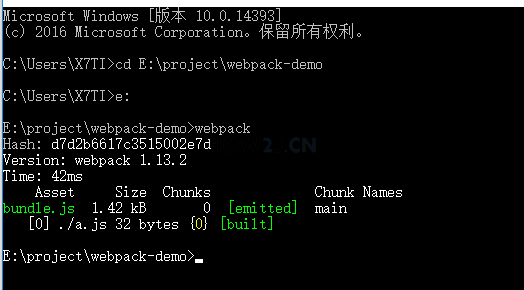 Microsoft Windows [版本 10.0.14393]
(c) 2016 Microsoft Corporation。保留所有权利。
C:\Users\X7TI>cd E:\project\webpack-demo
C:\Users\X7TI>e:
E:\project\webpack-demo>webpack
Hash: d7d2b6617c3515002e7d
Version: webpack 1.13.2
Time: 42ms
Asset Size Chunks Chunk Names
bundle.js 1.42 kB 0 [emitted] main
[0] ./a.js 32 bytes {0} [built]
E:\project\webpack-demo>